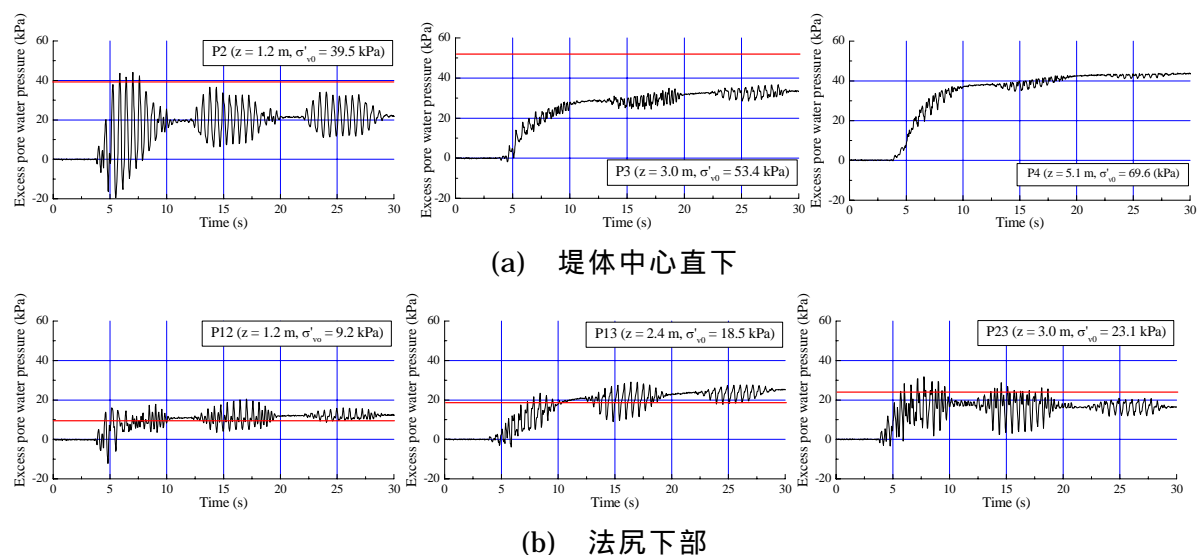 Excess pore water pressure (kPa)
60
40
20
0
-20
P2 (z = 1.2 m, σ'v0 = 39.5 kPa)
0 5 10 15 20 25 30
Time (s)
Excess pore water pressure (kPa)
60
40
20
0
-20
P3 (z = 3.0 m, σ'v0 = 53.4 kPa)
0 5 10 15 20 25 30
Time (s)
Excess pore water pressure (kPa)
60
40
20
0
-20
P4 (z = 5.1 m, σ'v0 = 69.6 (kPa)
0 5 10 15 20 25 30
Time (s)
(a) 堤体中心直下
Excess pore water pressure (kPa)
60
40
20
0
-20
P12 (z = 1.2 m, σ'vo = 9.2 kPa)
0 5 10 15 20 25 30
Time (s)
Excess pore water pressure (kPa)
60
40
20
0
-20
P13 (z = 2.4 m, σ'v0 = 18.5 kPa)
0 5 10 15 20 25 30
Time (s)
Excess pore water pressure (kPa)
60
40
20
0
-20
P23 (z = 3.0 m, σ'v0 = 23.1 kPa)
0 5 10 15 20 25 30
Time (s)
(b) 法尻下部